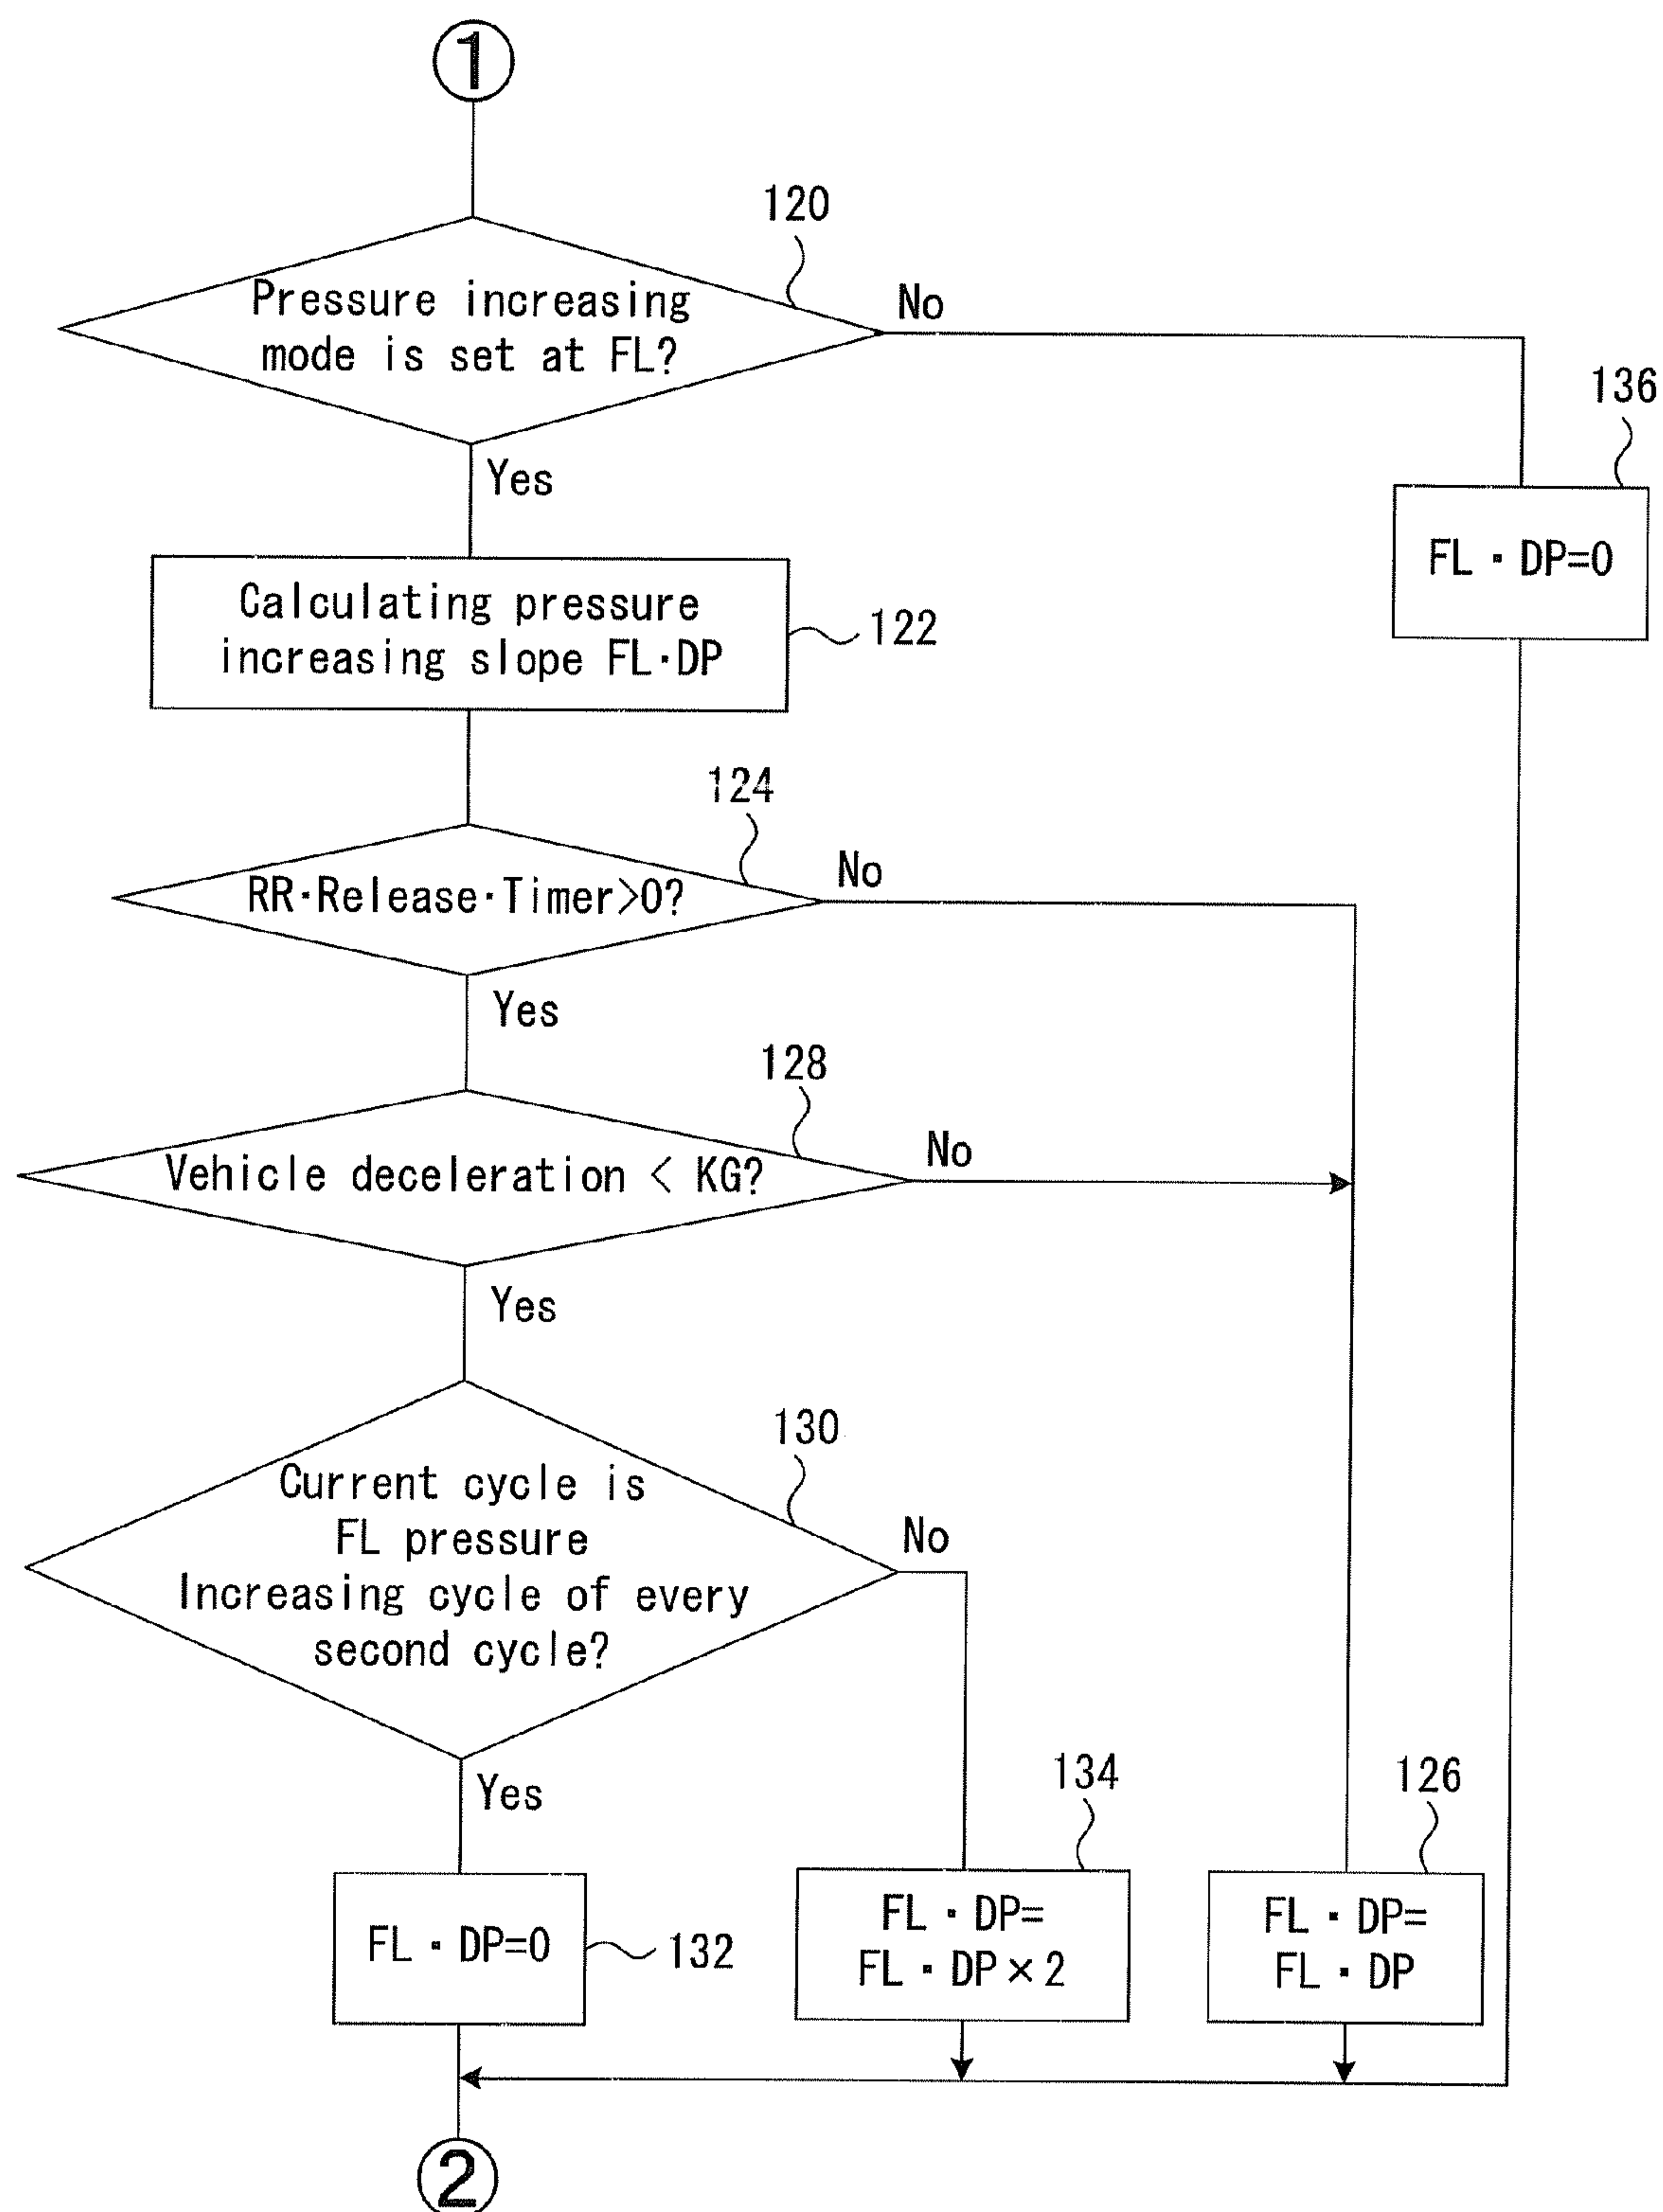 1
120
Pressure increasing
mode is set at FL?
No
136
Yes
FL・DP=0
Calculating pressure
increasing slope FL・DP
122
124
RR・Release・Timer>0?
No
Yes
128
Vehicle deceleration < KG?
No
Yes
130
Current cycle is
FL pressure
Increasing cycle of every
second cycle?
No
Yes
134
126
FL・DP=0
132
FL・DP=
FL・DP×2
FL・DP=
FL・DP
2